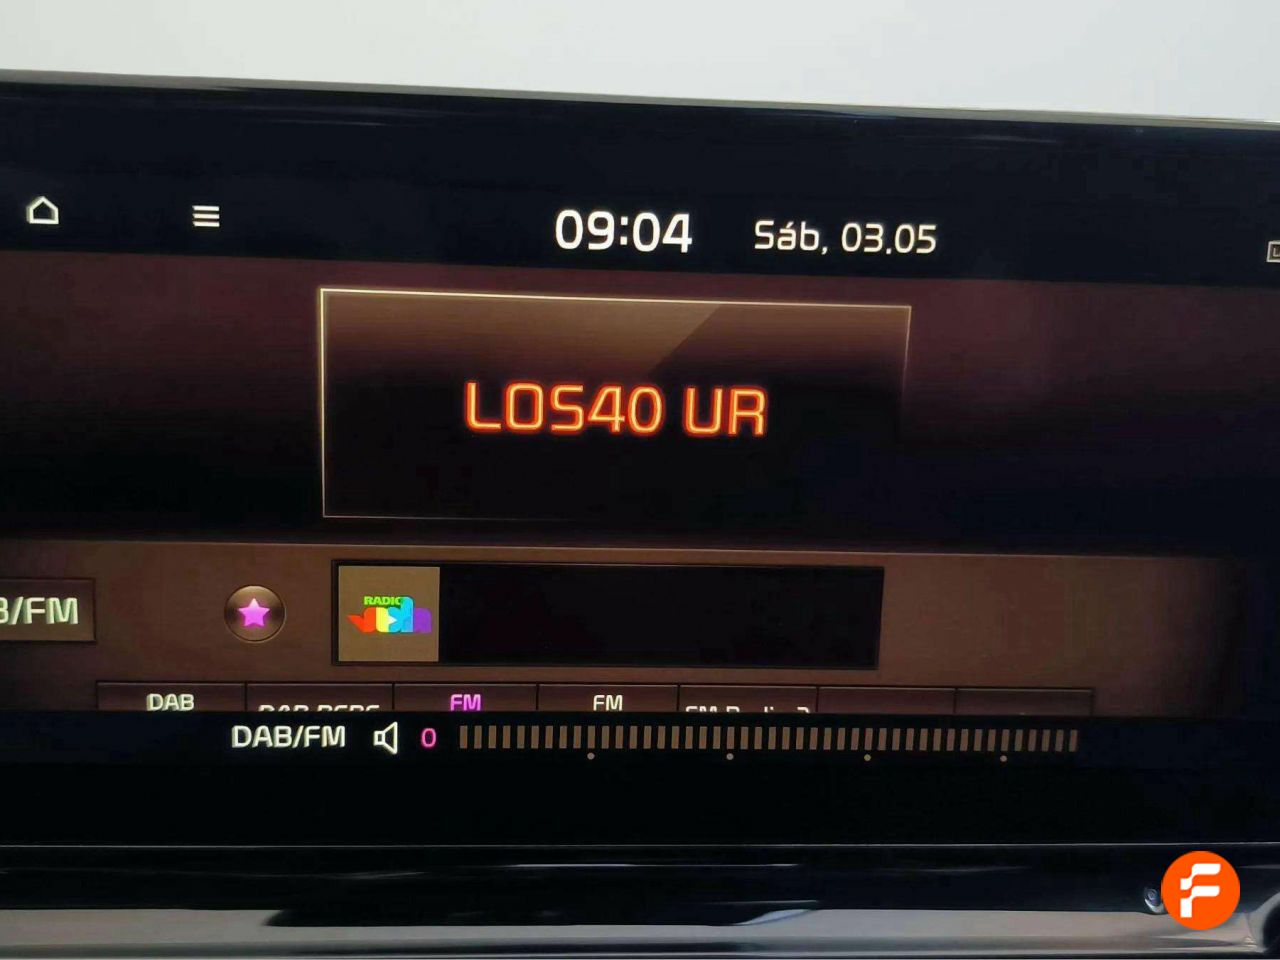 09:04 Sáb, 03.05
LOS40 UR
B/FM
RADIO
DAB
FM
FM
DAB/FM 0